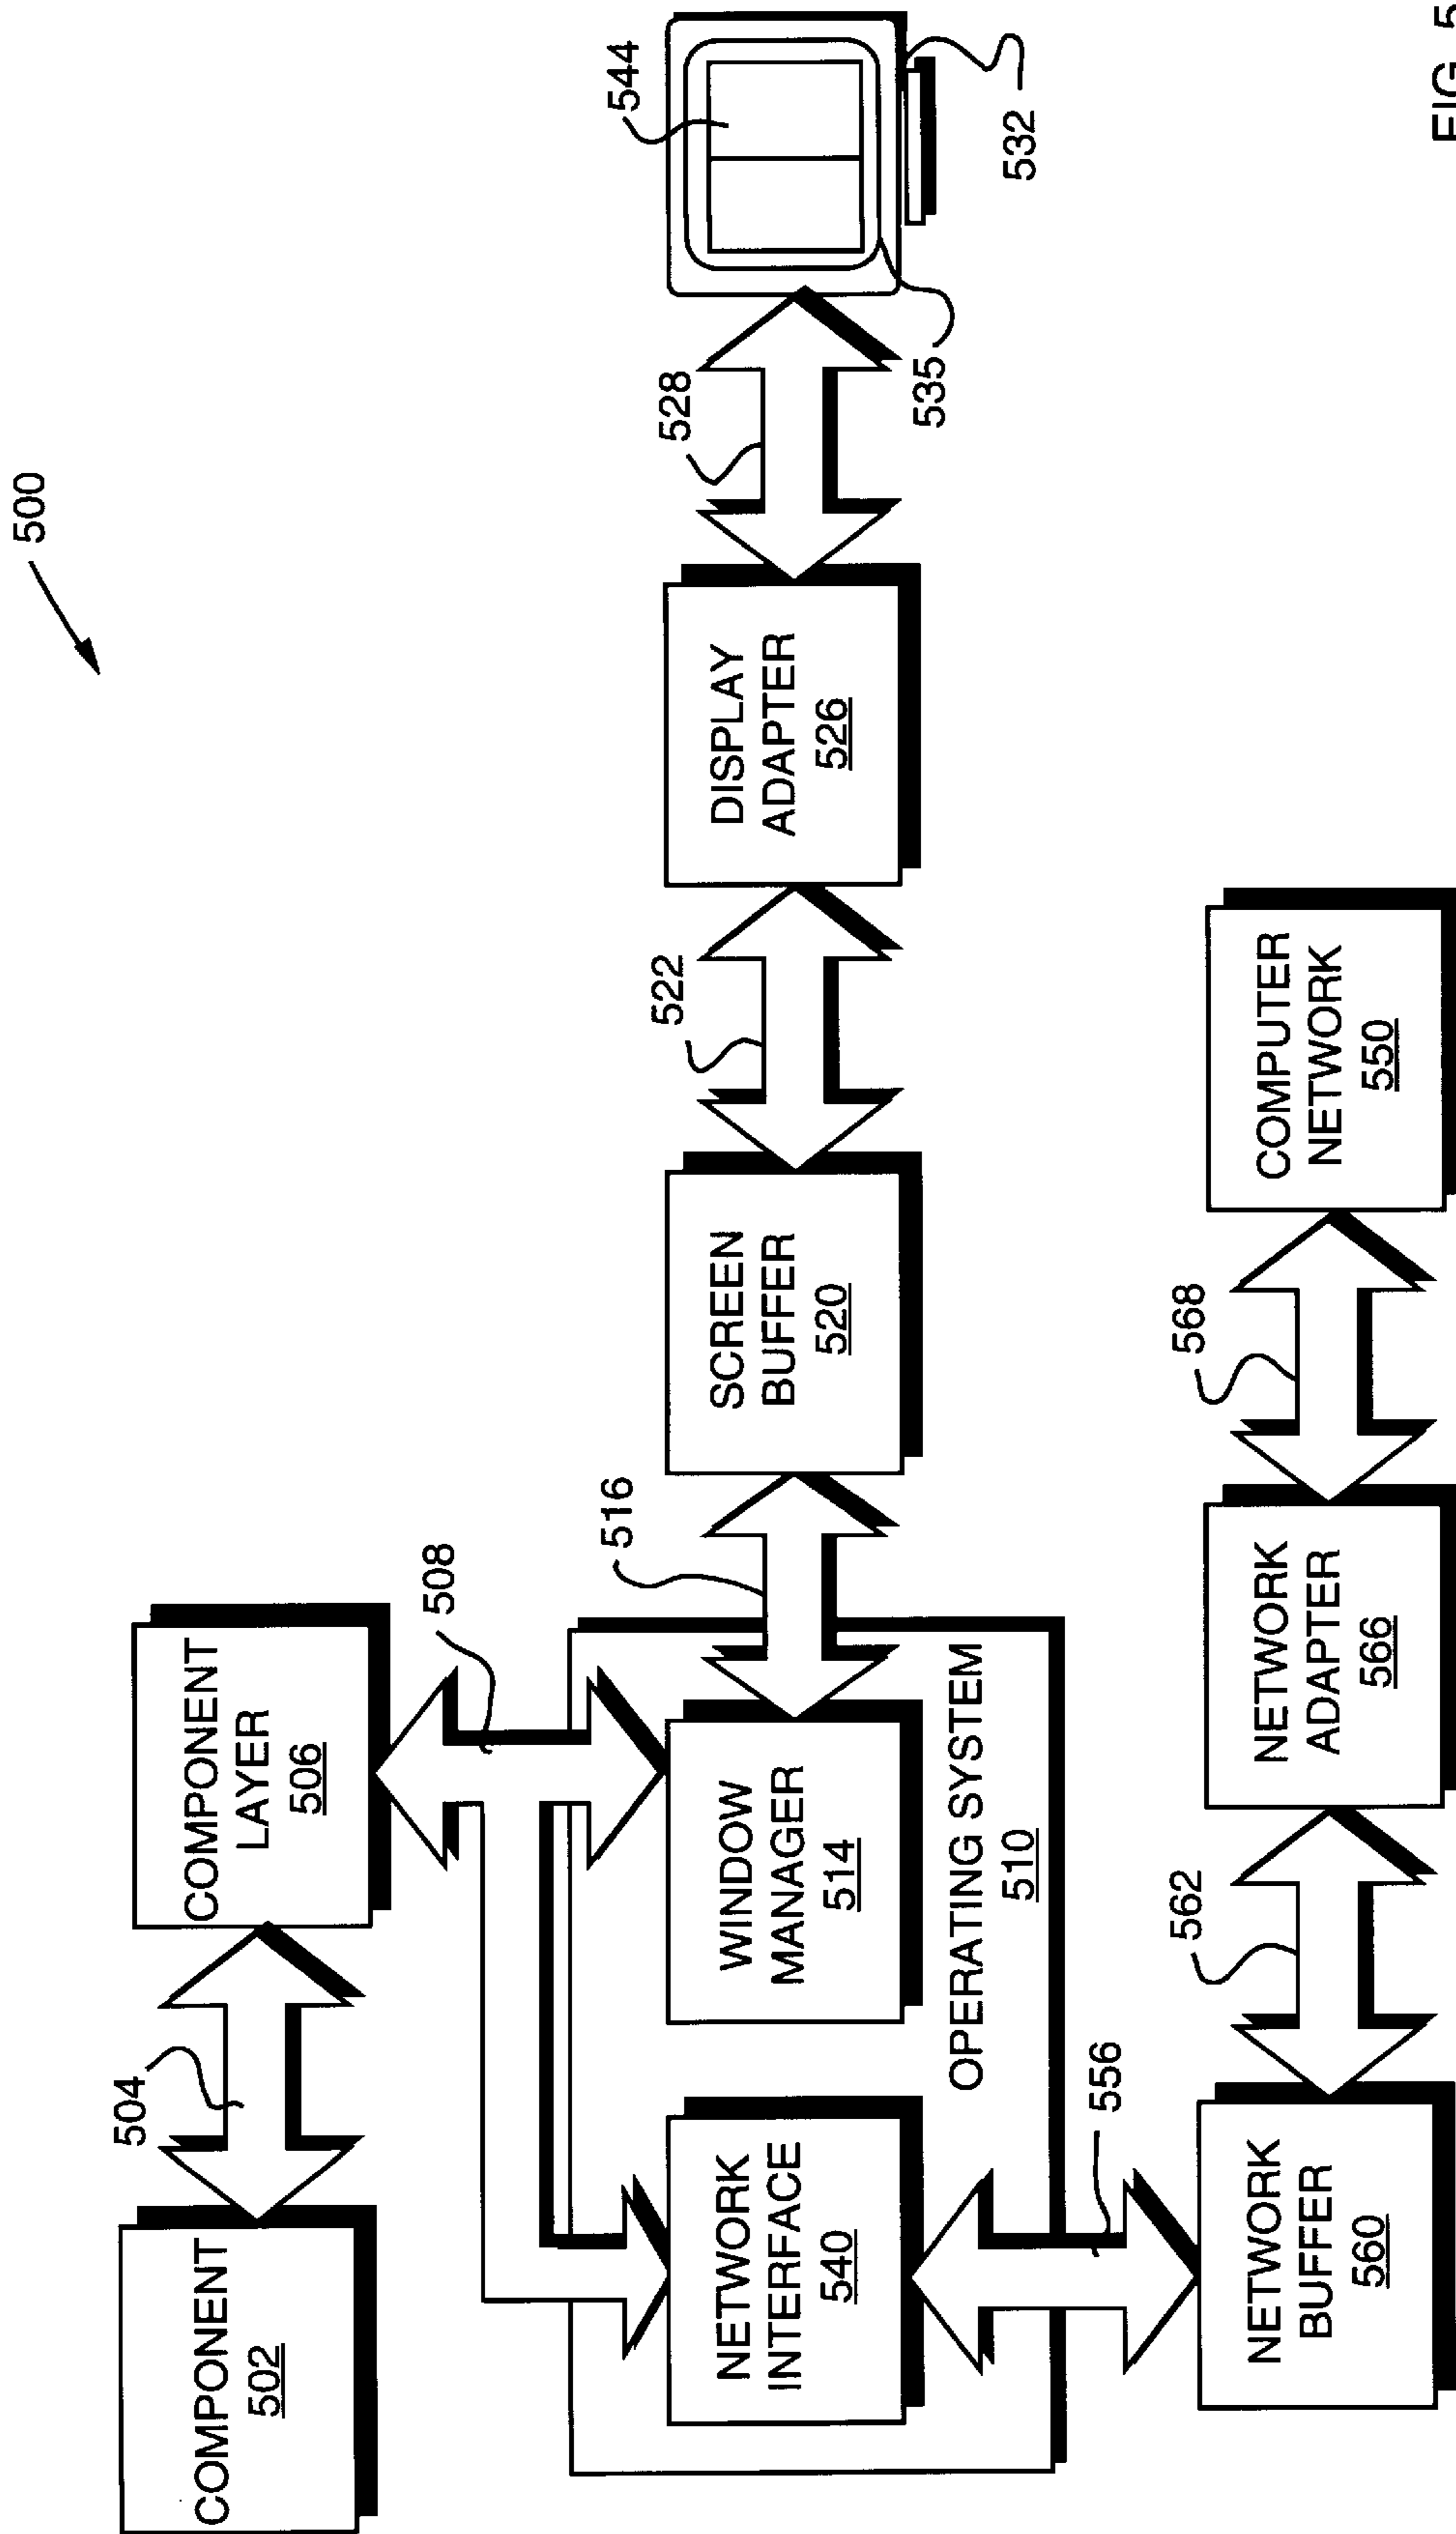 500
COMPONENT
502
504
COMPONENT
LAYER
506
508
NETWORK
INTERFACE
540
WINDOW
MANAGER
514
OPERATING SYSTEM
510
516
SCREEN
BUFFER
520
522
DISPLAY
ADAPTER
526
528
544
535
532
556
NETWORK
BUFFER
560
562
NETWORK
ADAPTER
566
568
COMPUTER
NETWORK
550
FIG. 5